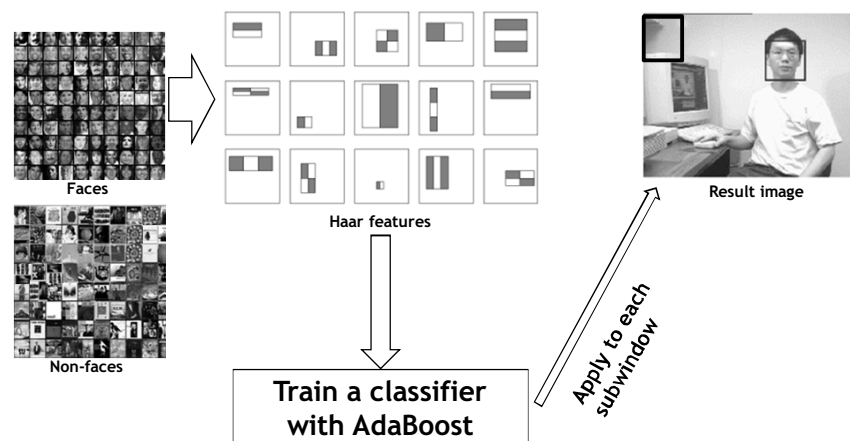 Faces
Haar features
Result image
Non-faces
Train a classifier
with AdaBoost
Apply to each
subwindow